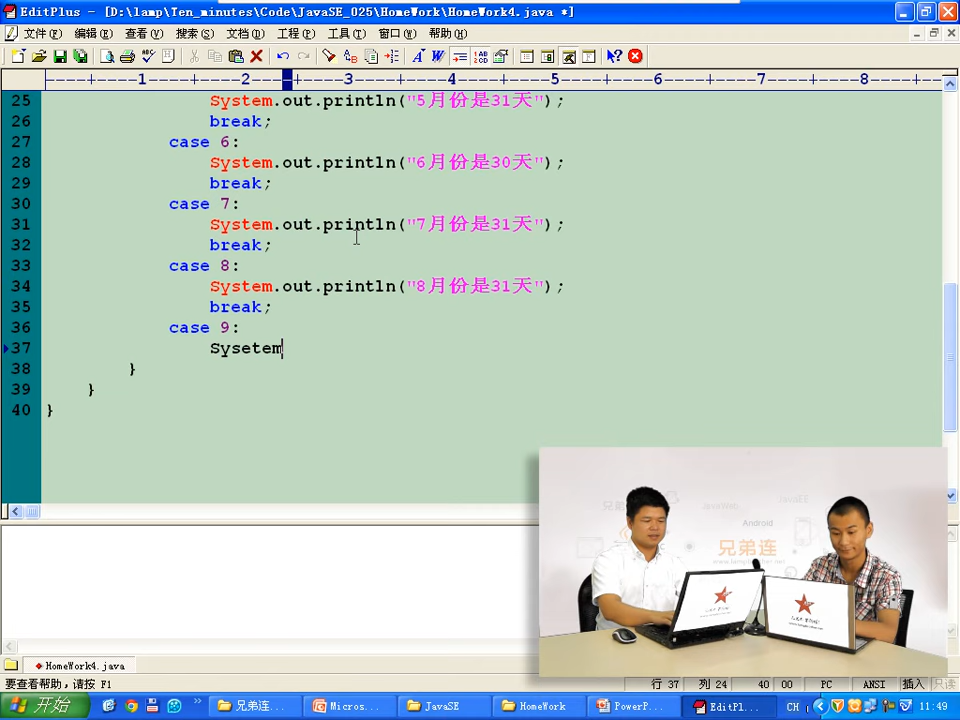 EditPlus - [D:\lamp\Ten_minutes\Code\JavaSE_025\HomeWork\HomeWork4.java *]
文件(F) 编辑(E) 查看(V) 搜索(S) 文档(D) 工程(P) 工具(T) 窗口(W) 帮助(H)
----+----1----+----2----+----3----+----4----+----5----+----6----+----7----+----8----+---
25 System.out.println("5月份是31天");
26 break;
27 case 6:
28 System.out.println("6月份是30天");
29 break;
30 case 7:
31 System.out.println("7月份是31天");
32 break;
33 case 8:
34 System.out.println("8月份是31天");
35 break;
36 case 9:
37 Sysetem
38 }
39 }
40 }
JavaWeb
JavaEE
Android
兄弟连
HomeWork4.java
要查看帮助,请按 F1
行 37 列 24 40 00 PC ANSI 插入 只读
开始 兄弟连... Micros... JavaSE HomeWork PowerP... EditPl... CH 11:49